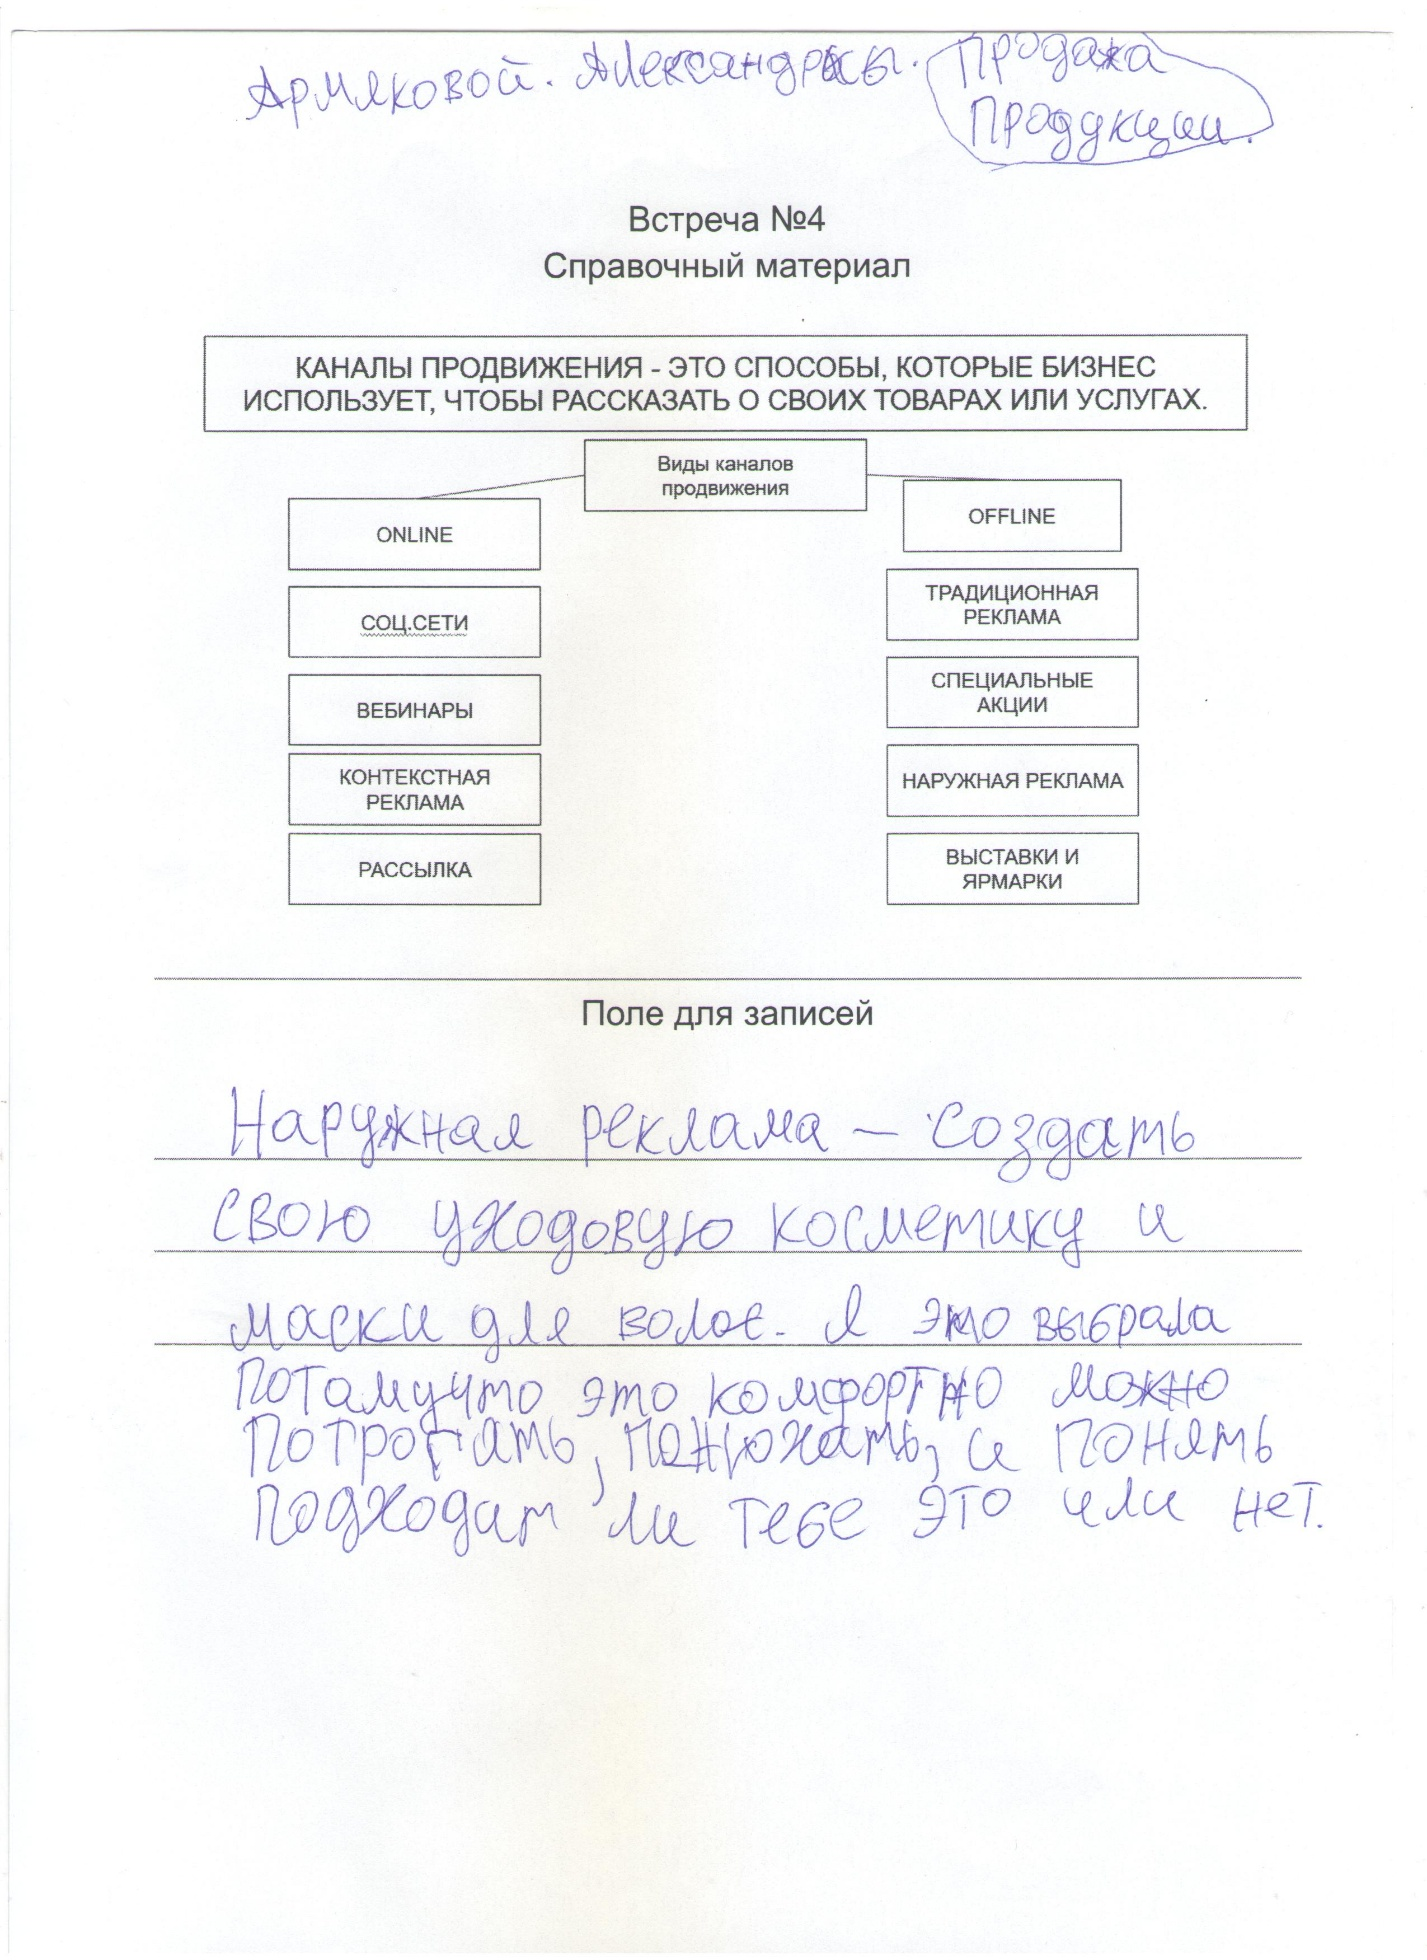 Армяковой. Александры. Продажа
Продукции.
Встреча №4
Справочный материал
КАНАЛЫ ПРОДВИЖЕНИЯ - ЭТО СПОСОБЫ, КОТОРЫЕ БИЗНЕС
ИСПОЛЬЗУЕТ, ЧТОБЫ РАССКАЗАТЬ О СВОИХ ТОВАРАХ ИЛИ УСЛУГАХ.
Виды каналов
продвижения
ONLINE
СОЦ.СЕТИ
ВЕБИНАРЫ
КОНТЕКСТНАЯ
РЕКЛАМА
РАССЫЛКА
OFFLINE
ТРАДИЦИОННАЯ
РЕКЛАМА
СПЕЦИАЛЬНЫЕ
АКЦИИ
НАРУЖНАЯ РЕКЛАМА
ВЫСТАВКИ И
ЯРМАРКИ
Поле для записей
Наружная реклама – создать
свою уходовую косметику и
маски для волос. Я это выбрала
потамучто это комфортно можно
потрогать, понюхать, и понять
подходит ли тебе это или нет.